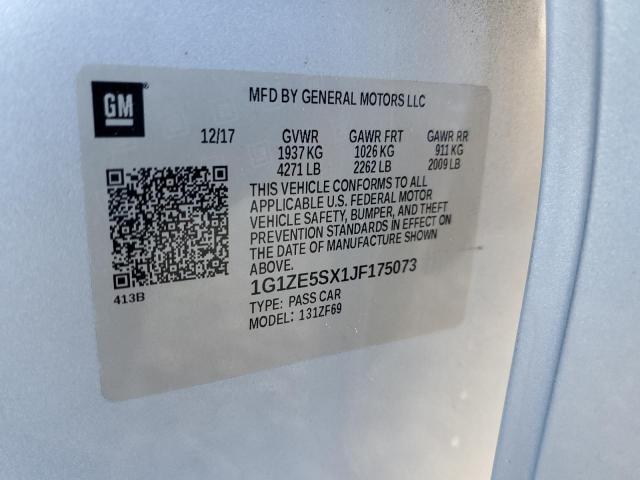 GM
MFD BY GENERAL MOTORS LLC
12/17 GVWR GAWR FRT GAWR RR
1937 KG 1026 KG 911 KG
4271 LB 2262 LB 2009 LB
THIS VEHICLE CONFORMS TO ALL
APPLICABLE U.S. FEDERAL MOTOR
VEHICLE SAFETY, BUMPER, AND THEFT
PREVENTION STANDARDS IN EFFECT ON
THE DATE OF MANUFACTURE SHOWN
ABOVE.
1G1ZE5SX1JF175073
TYPE: PASS CAR
MODEL: 131ZF69
413B